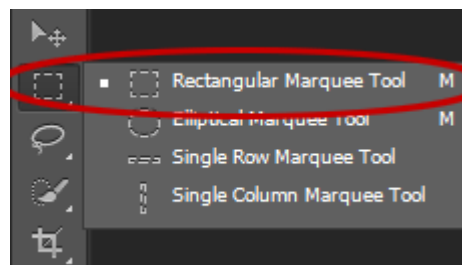 Rectangular Marquee Tool M
Elliptical Marquee Tool M
Single Row Marquee Tool
Single Column Marquee Tool